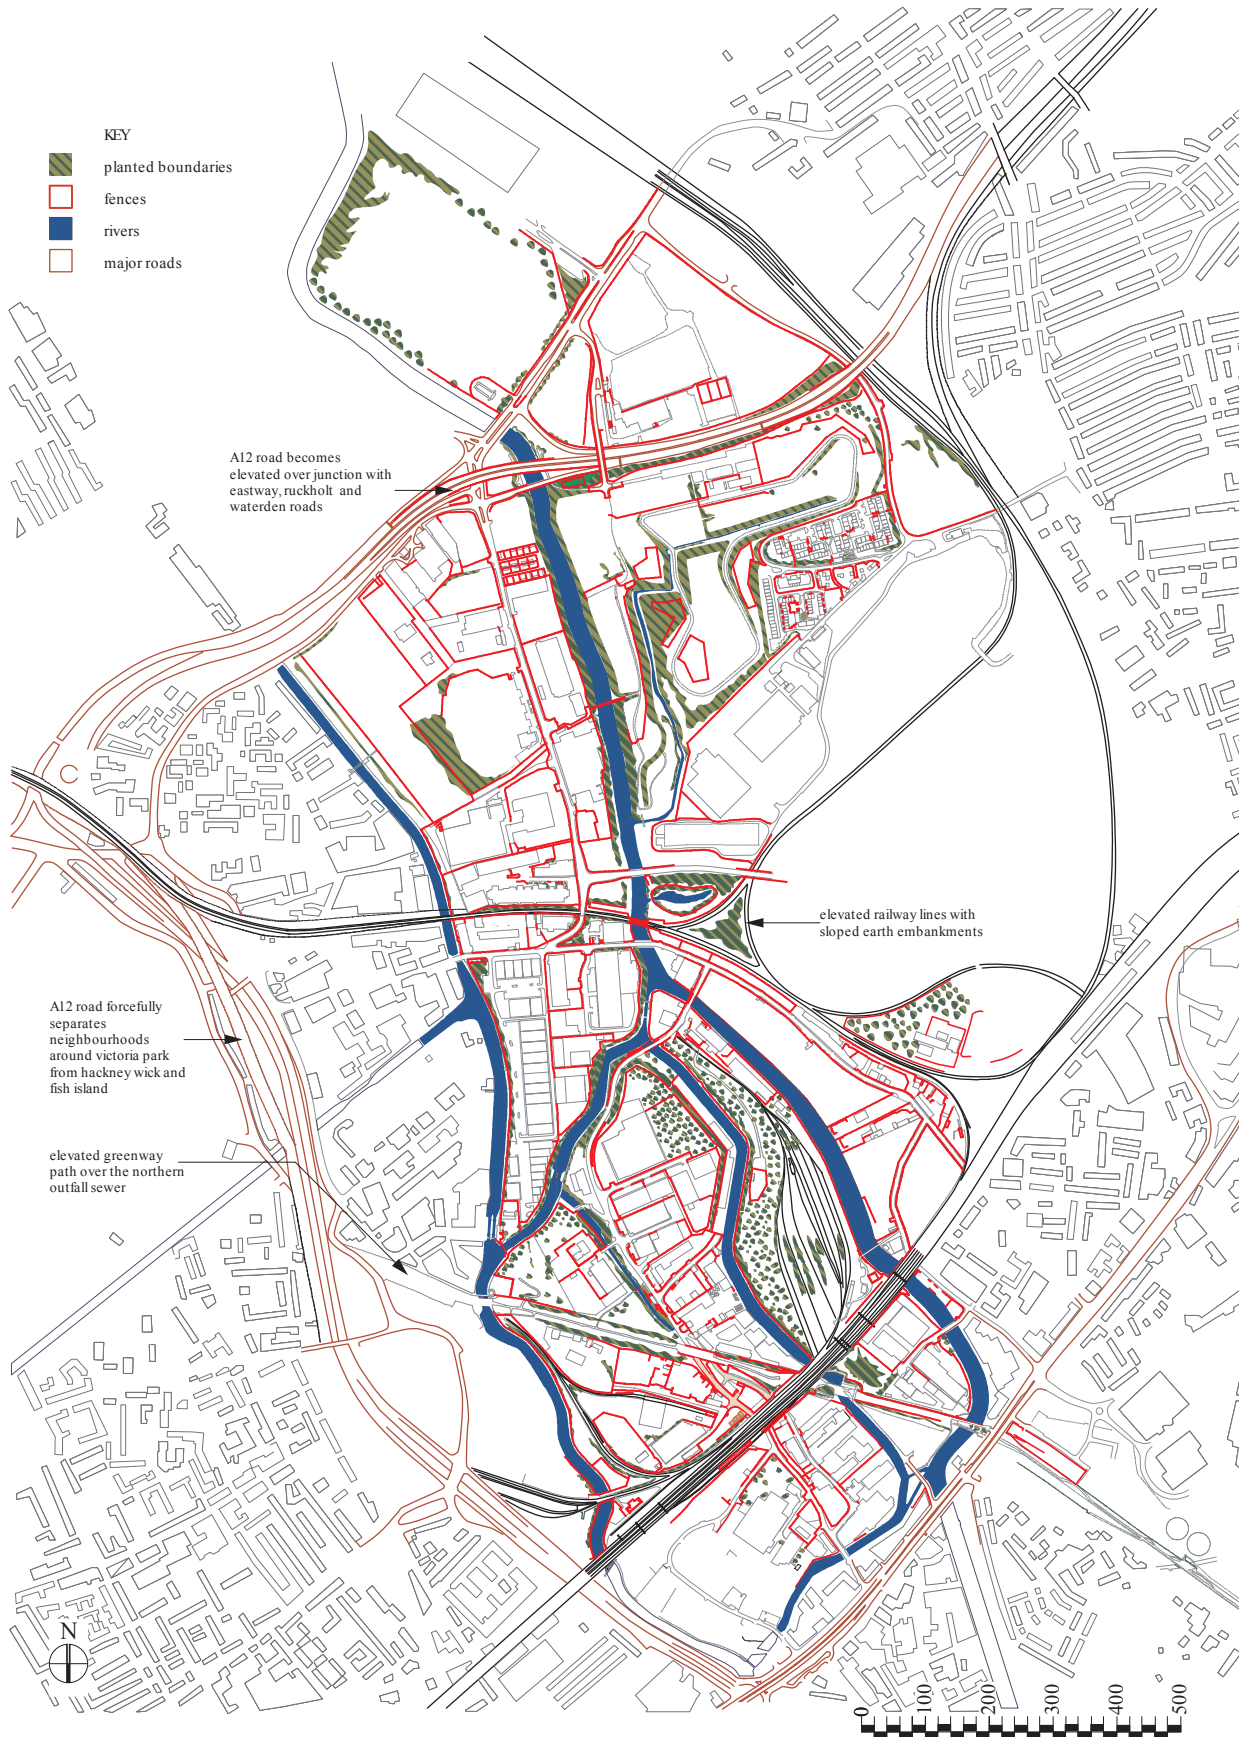 KEY
planted boundaries
fences
rivers
major roads
A12 road becomes
elevated over junction with
eastway, ruckholt and
waterden roads
elevated railway lines with
sloped earth embankments
A12 road forcefully
separates
neighbourhoods
around victoria park
from hackney wick and
fish island
elevated greenway
path over the northern
outfall sewer
N
0 100 200 300 400 500